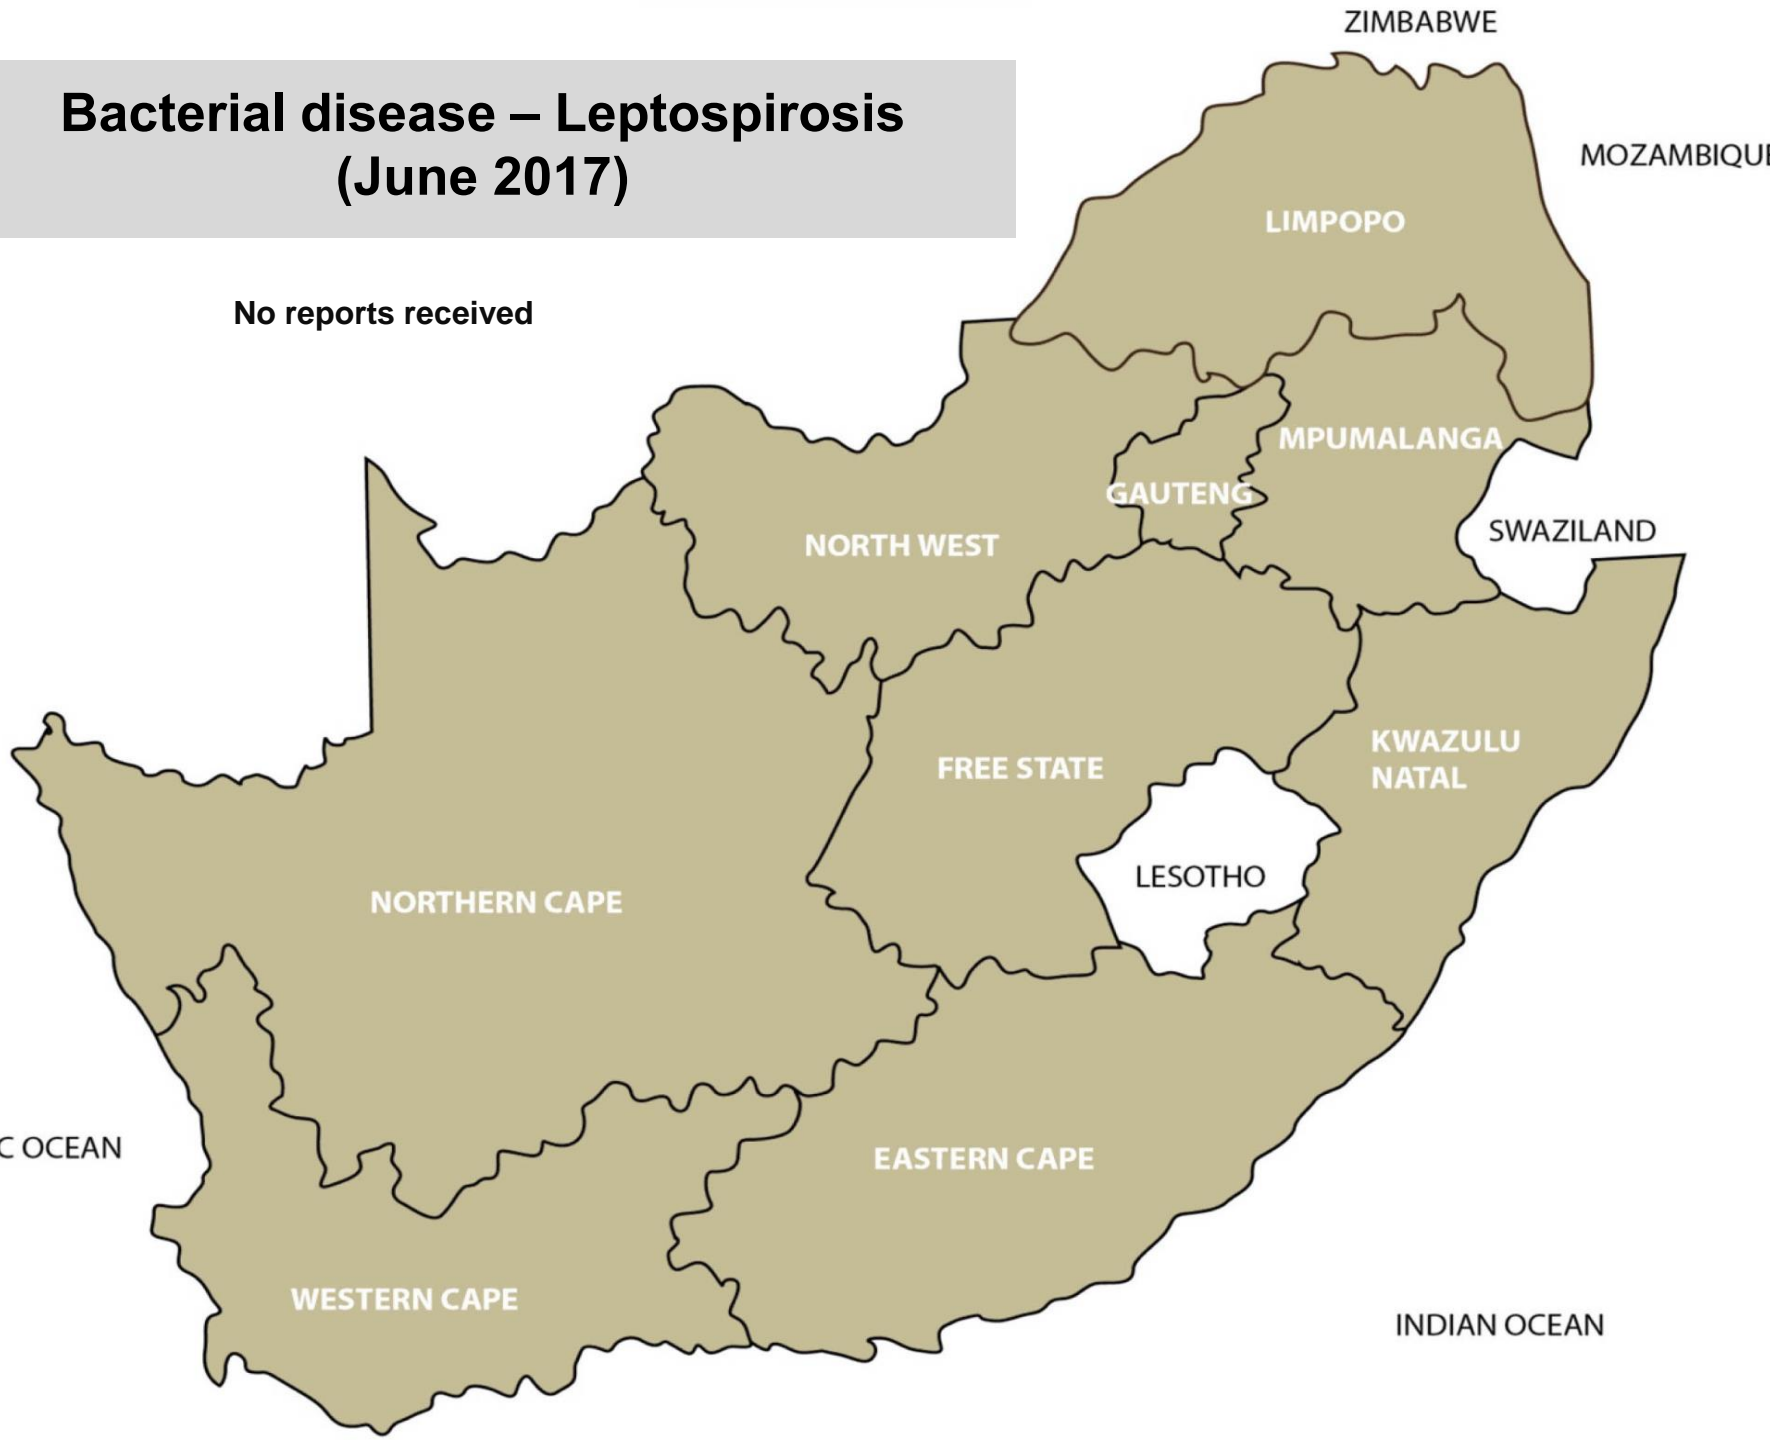 ZIMBABWE
Bacterial disease – Leptospirosis
(June 2017)
MOZAMBIQUE
LIMPOPO
No reports received
MPUMALANGA
GAUTENG
SWAZILAND
NORTH WEST
KWAZULU
NATAL
FREE STATE
LESOTHO
NORTHERN CAPE
C OCEAN
EASTERN CAPE
WESTERN CAPE
INDIAN OCEAN